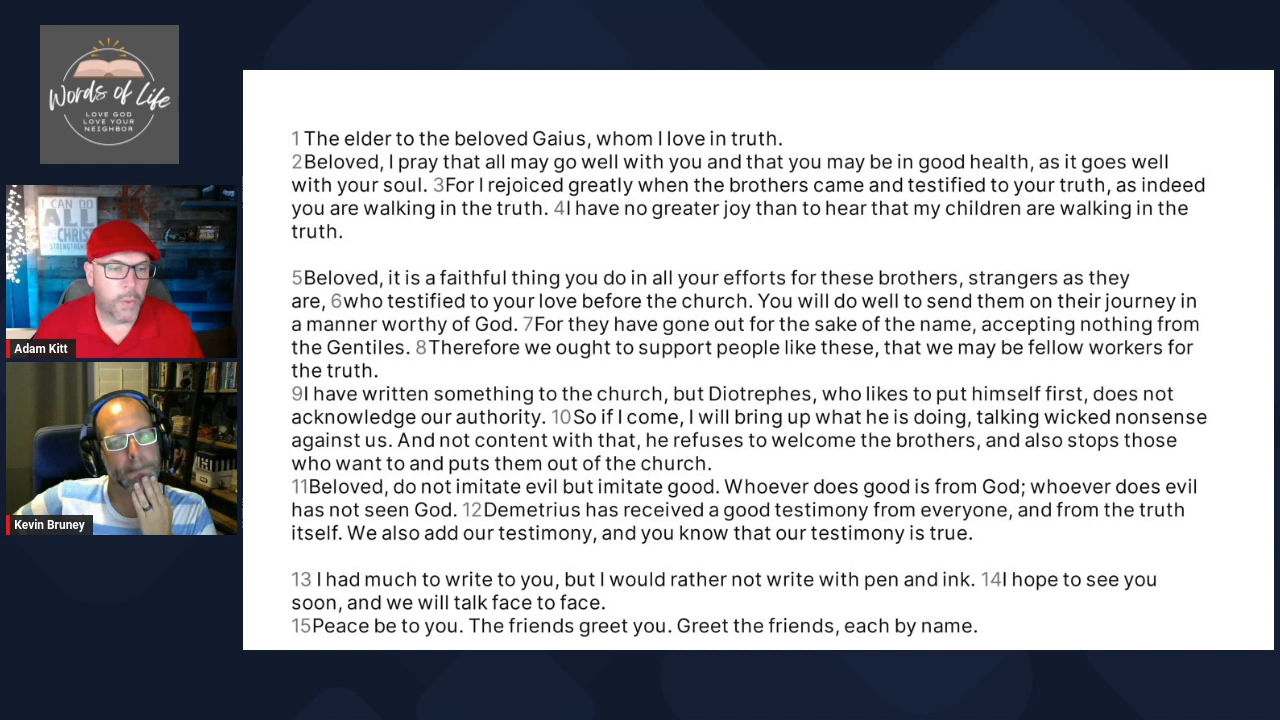 Words of Life
LOVE GOD
LOVE YOUR
NEIGHBOR
I CAN DO
ALL
CHRIST
STRENGTHENS
Adam Kitt
Kevin Bruney
1 The elder to the beloved Gaius, whom I love in truth.
2Beloved, I pray that all may go well with you and that you may be in good health, as it goes well
with your soul. 3For I rejoiced greatly when the brothers came and testified to your truth, as indeed
you are walking in the truth. 4I have no greater joy than to hear that my children are walking in the
truth.
5Beloved, it is a faithful thing you do in all your efforts for these brothers, strangers as they
are, 6who testified to your love before the church. You will do well to send them on their journey in
a manner worthy of God. 7For they have gone out for the sake of the name, accepting nothing from
the Gentiles. 8Therefore we ought to support people like these, that we may be fellow workers for
the truth.
9I have written something to the church, but Diotrephes, who likes to put himself first, does not
acknowledge our authority. 10So if I come, I will bring up what he is doing, talking wicked nonsense
against us. And not content with that, he refuses to welcome the brothers, and also stops those
who want to and puts them out of the church.
11Beloved, do not imitate evil but imitate good. Whoever does good is from God; whoever does evil
has not seen God. 12Demetrius has received a good testimony from everyone, and from the truth
itself. We also add our testimony, and you know that our testimony is true.
13 I had much to write to you, but I would rather not write with pen and ink. 14I hope to see you
soon, and we will talk face to face.
15Peace be to you. The friends greet you. Greet the friends, each by name.